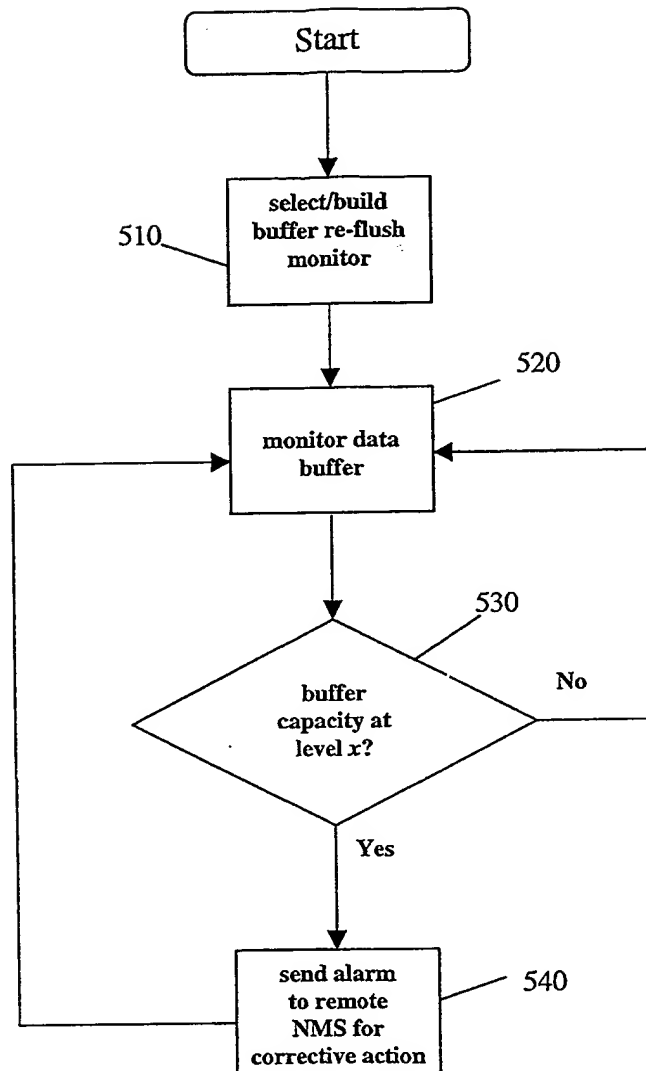 Start
select/build
buffer re-flush
monitor
510
520
monitor data
buffer
530
buffer
capacity at
level x?
No
Yes
send alarm
to remote
NMS for
corrective action
540